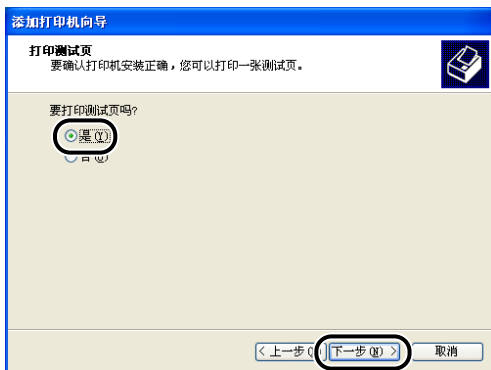 添加打印机向导
打印测试页
要确认打印机安装正确，您可以打印一张测试页。
要打印测试页吗?
是(Y)
< 上一步
下一步(N) >
取消